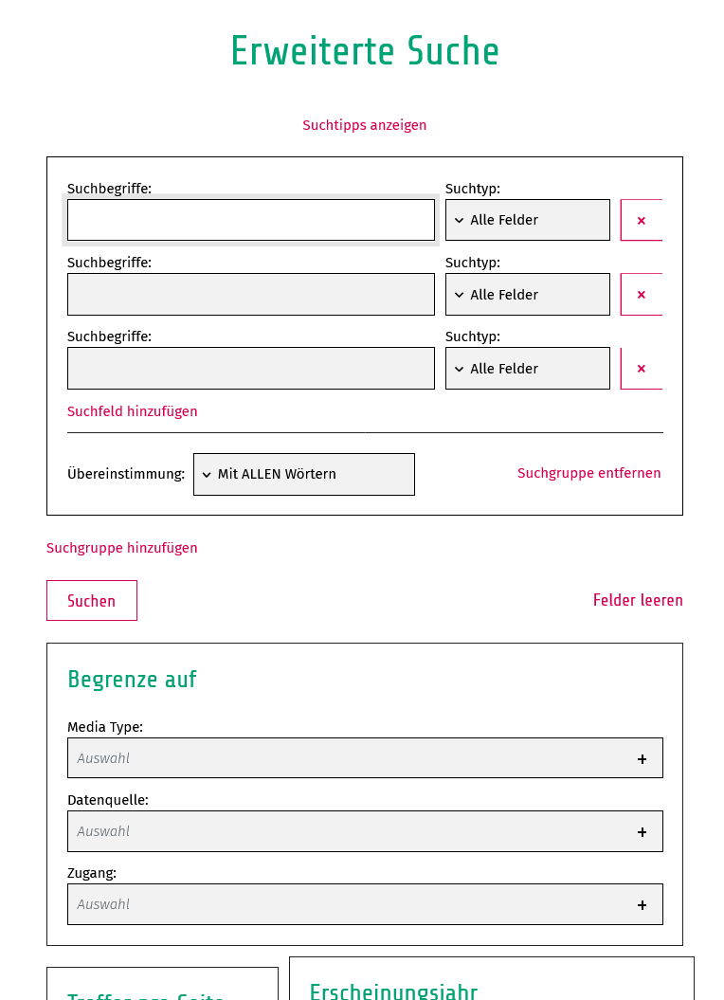 Erweiterte Suche
Suchtipps anzeigen
Suchbegriffe: Suchtyp:
Alle Felder ×
Suchbegriffe: Suchtyp:
Alle Felder ×
Suchbegriffe: Suchtyp:
Alle Felder ×
Suchfeld hinzufügen
Übereinstimmung: Mit ALLEN Wörtern Suchgruppe entfernen
Suchgruppe hinzufügen
Suchen Felder leeren
Begrenze auf
Media Type:
Auswahl +
Datenquelle:
Auswahl +
Zugang:
Auswahl +
Treffer pro Seite
Erscheinungsjahr